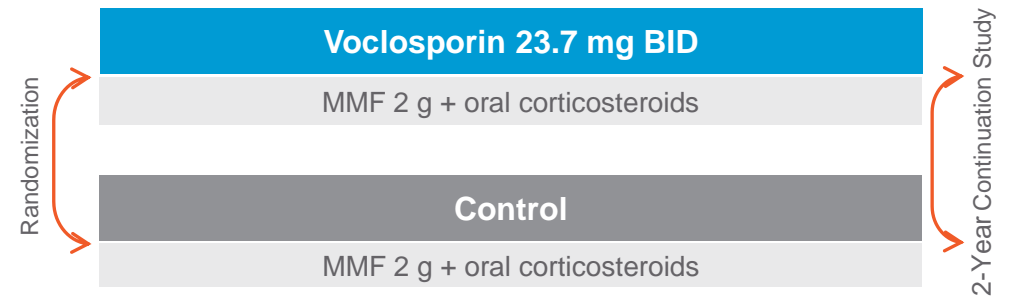 Randomization
Voclosporin 23.7 mg BID
MMF 2 g + oral corticosteroids
Control
MMF 2 g + oral corticosteroids
2-Year Continuation Study